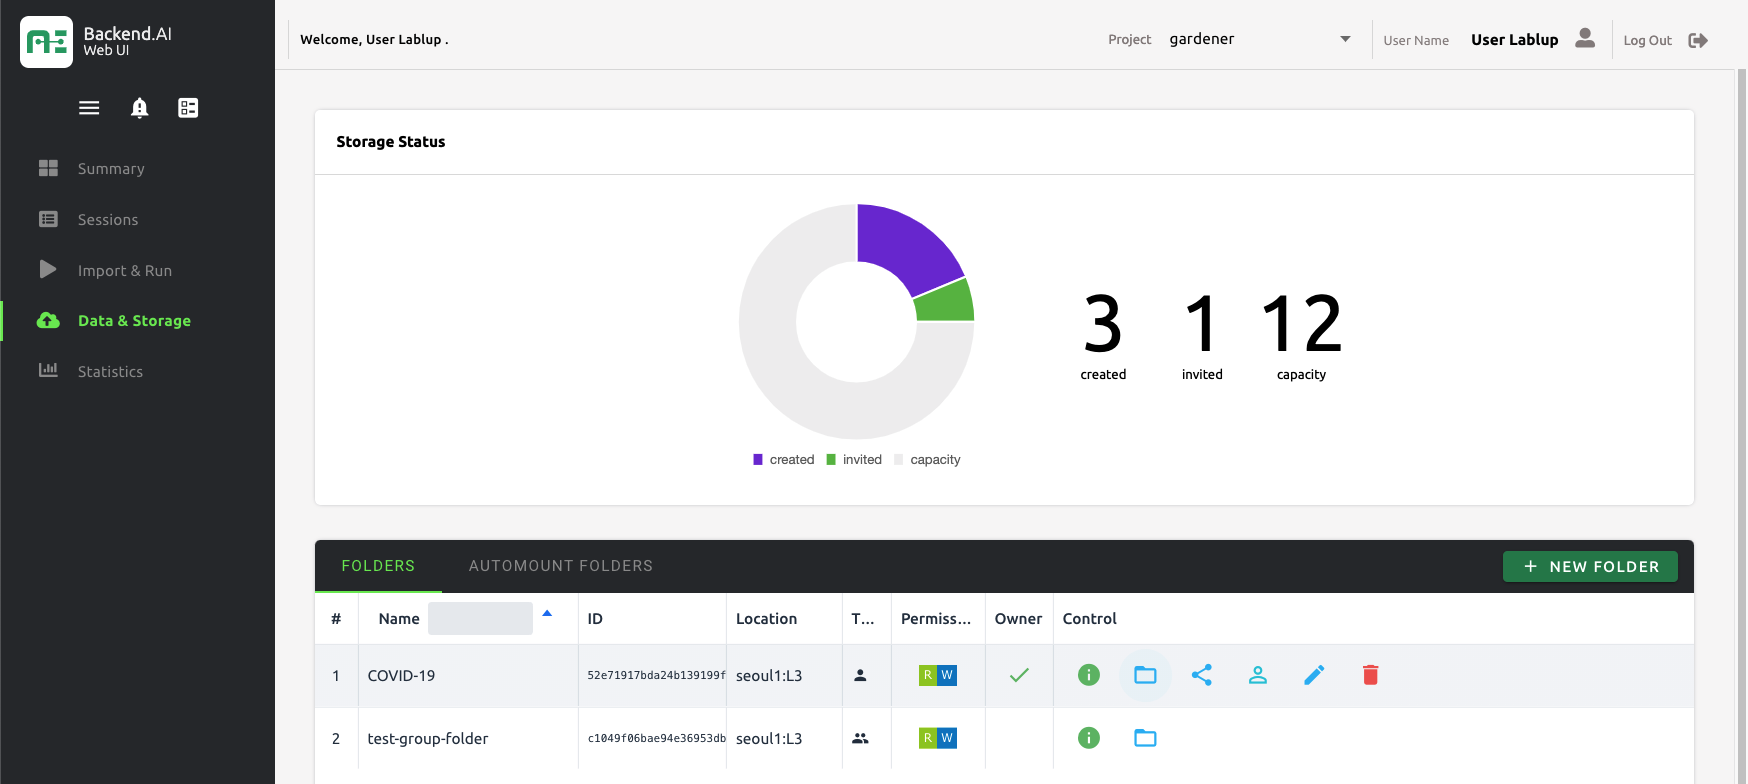 Backend.AI
Web UI
Welcome, User Lablup .
Project gardener
User Name User Lablup
Log Out
Summary
Sessions
Import & Run
Data & Storage
Statistics
Storage Status
3 created
1 invited
12 capacity
created invited capacity
FOLDERS AUTOMOUNT FOLDERS + NEW FOLDER
# Name ID Location T... Permiss... Owner Control
1 COVID-19 52e71917bda24b139199f seoul1:L3 R W
2 test-group-folder c1049f06bae94e36953db seoul1:L3 R W